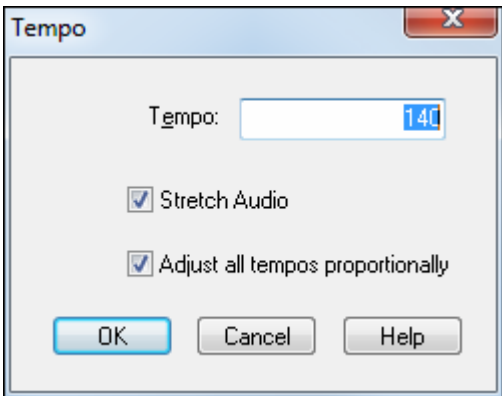 Tempo
Tempo: 140
Stretch Audio
Adjust all tempos proportionally
OK Cancel Help